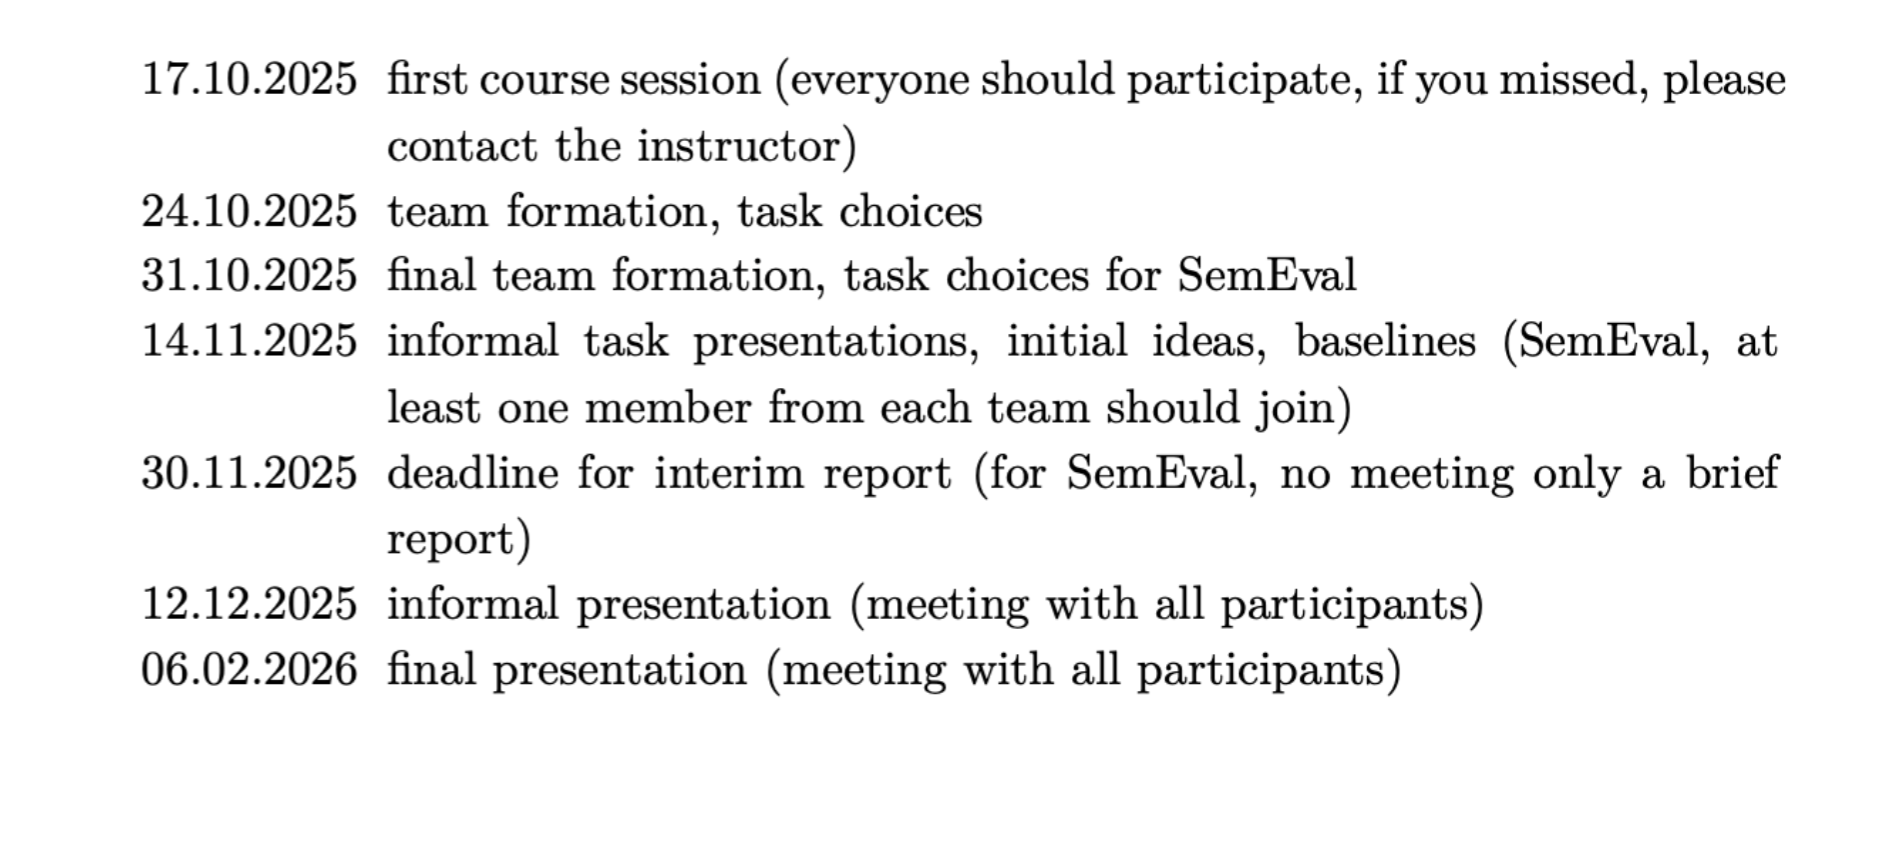 17.10.2025 first course session (everyone should participate, if you missed, please
contact the instructor)
24.10.2025 team formation, task choices
31.10.2025 final team formation, task choices for SemEval
14.11.2025 informal task presentations, initial ideas, baselines (SemEval, at
least one member from each team should join)
30.11.2025 deadline for interim report (for SemEval, no meeting only a brief
report)
12.12.2025 informal presentation (meeting with all participants)
06.02.2026 final presentation (meeting with all participants)